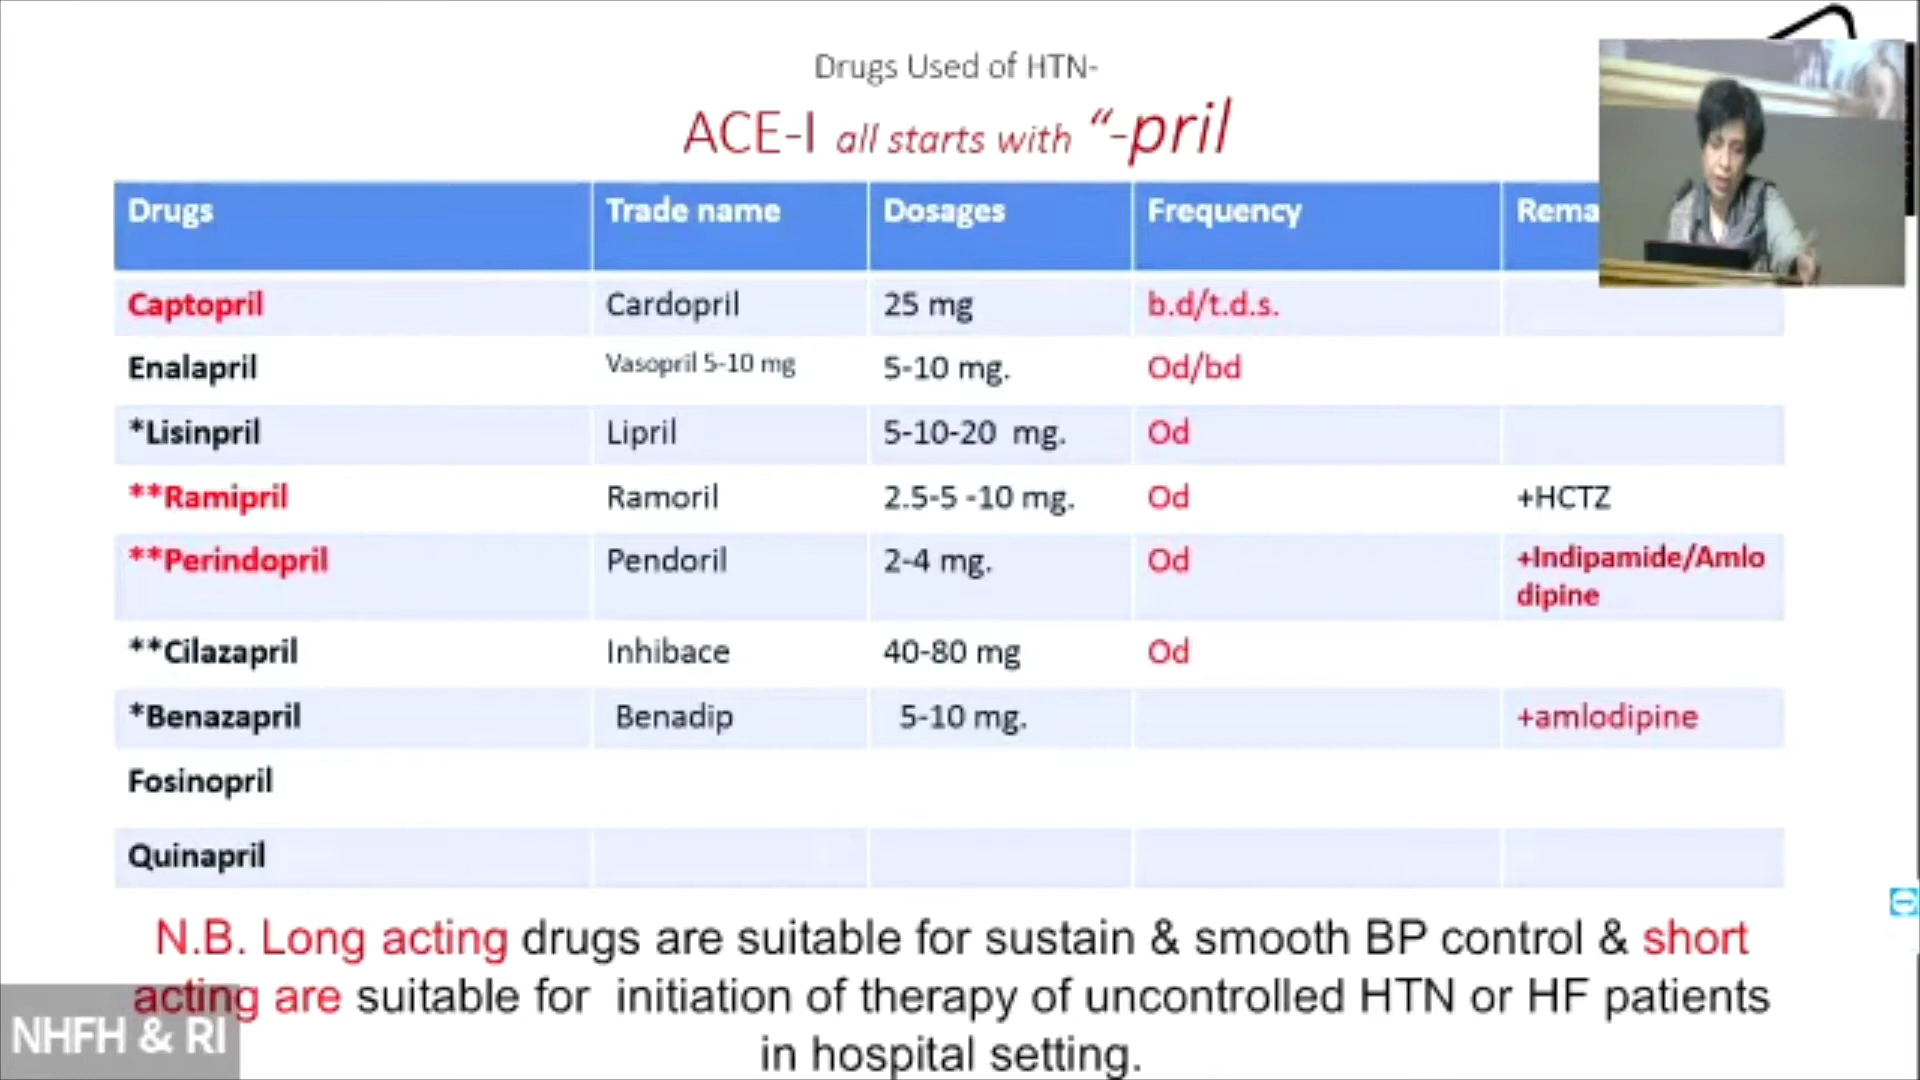 Drugs Used of HTN-
ACE-I all starts with “-pril
Drugs Trade name Dosages Frequency Rema
Captopril Cardopril 25 mg b.d/t.d.s.
Enalapril Vasopril 5-10 mg 5-10 mg. Od/bd
*Lisinpril Lipril 5-10-20 mg. Od
**Ramipril Ramoril 2.5-5 -10 mg. Od +HCTZ
**Perindopril Pendoril 2-4 mg. Od +Indipamide/Amlo
dipine
**Cilazapril Inhibace 40-80 mg Od
*Benazapril Benadip 5-10 mg. +amlodipine
Fosinopril
Quinapril
N.B. Long acting drugs are suitable for sustain & smooth BP control & short
acting are suitable for initiation of therapy of uncontrolled HTN or HF patients
in hospital setting.
NHFH & RI